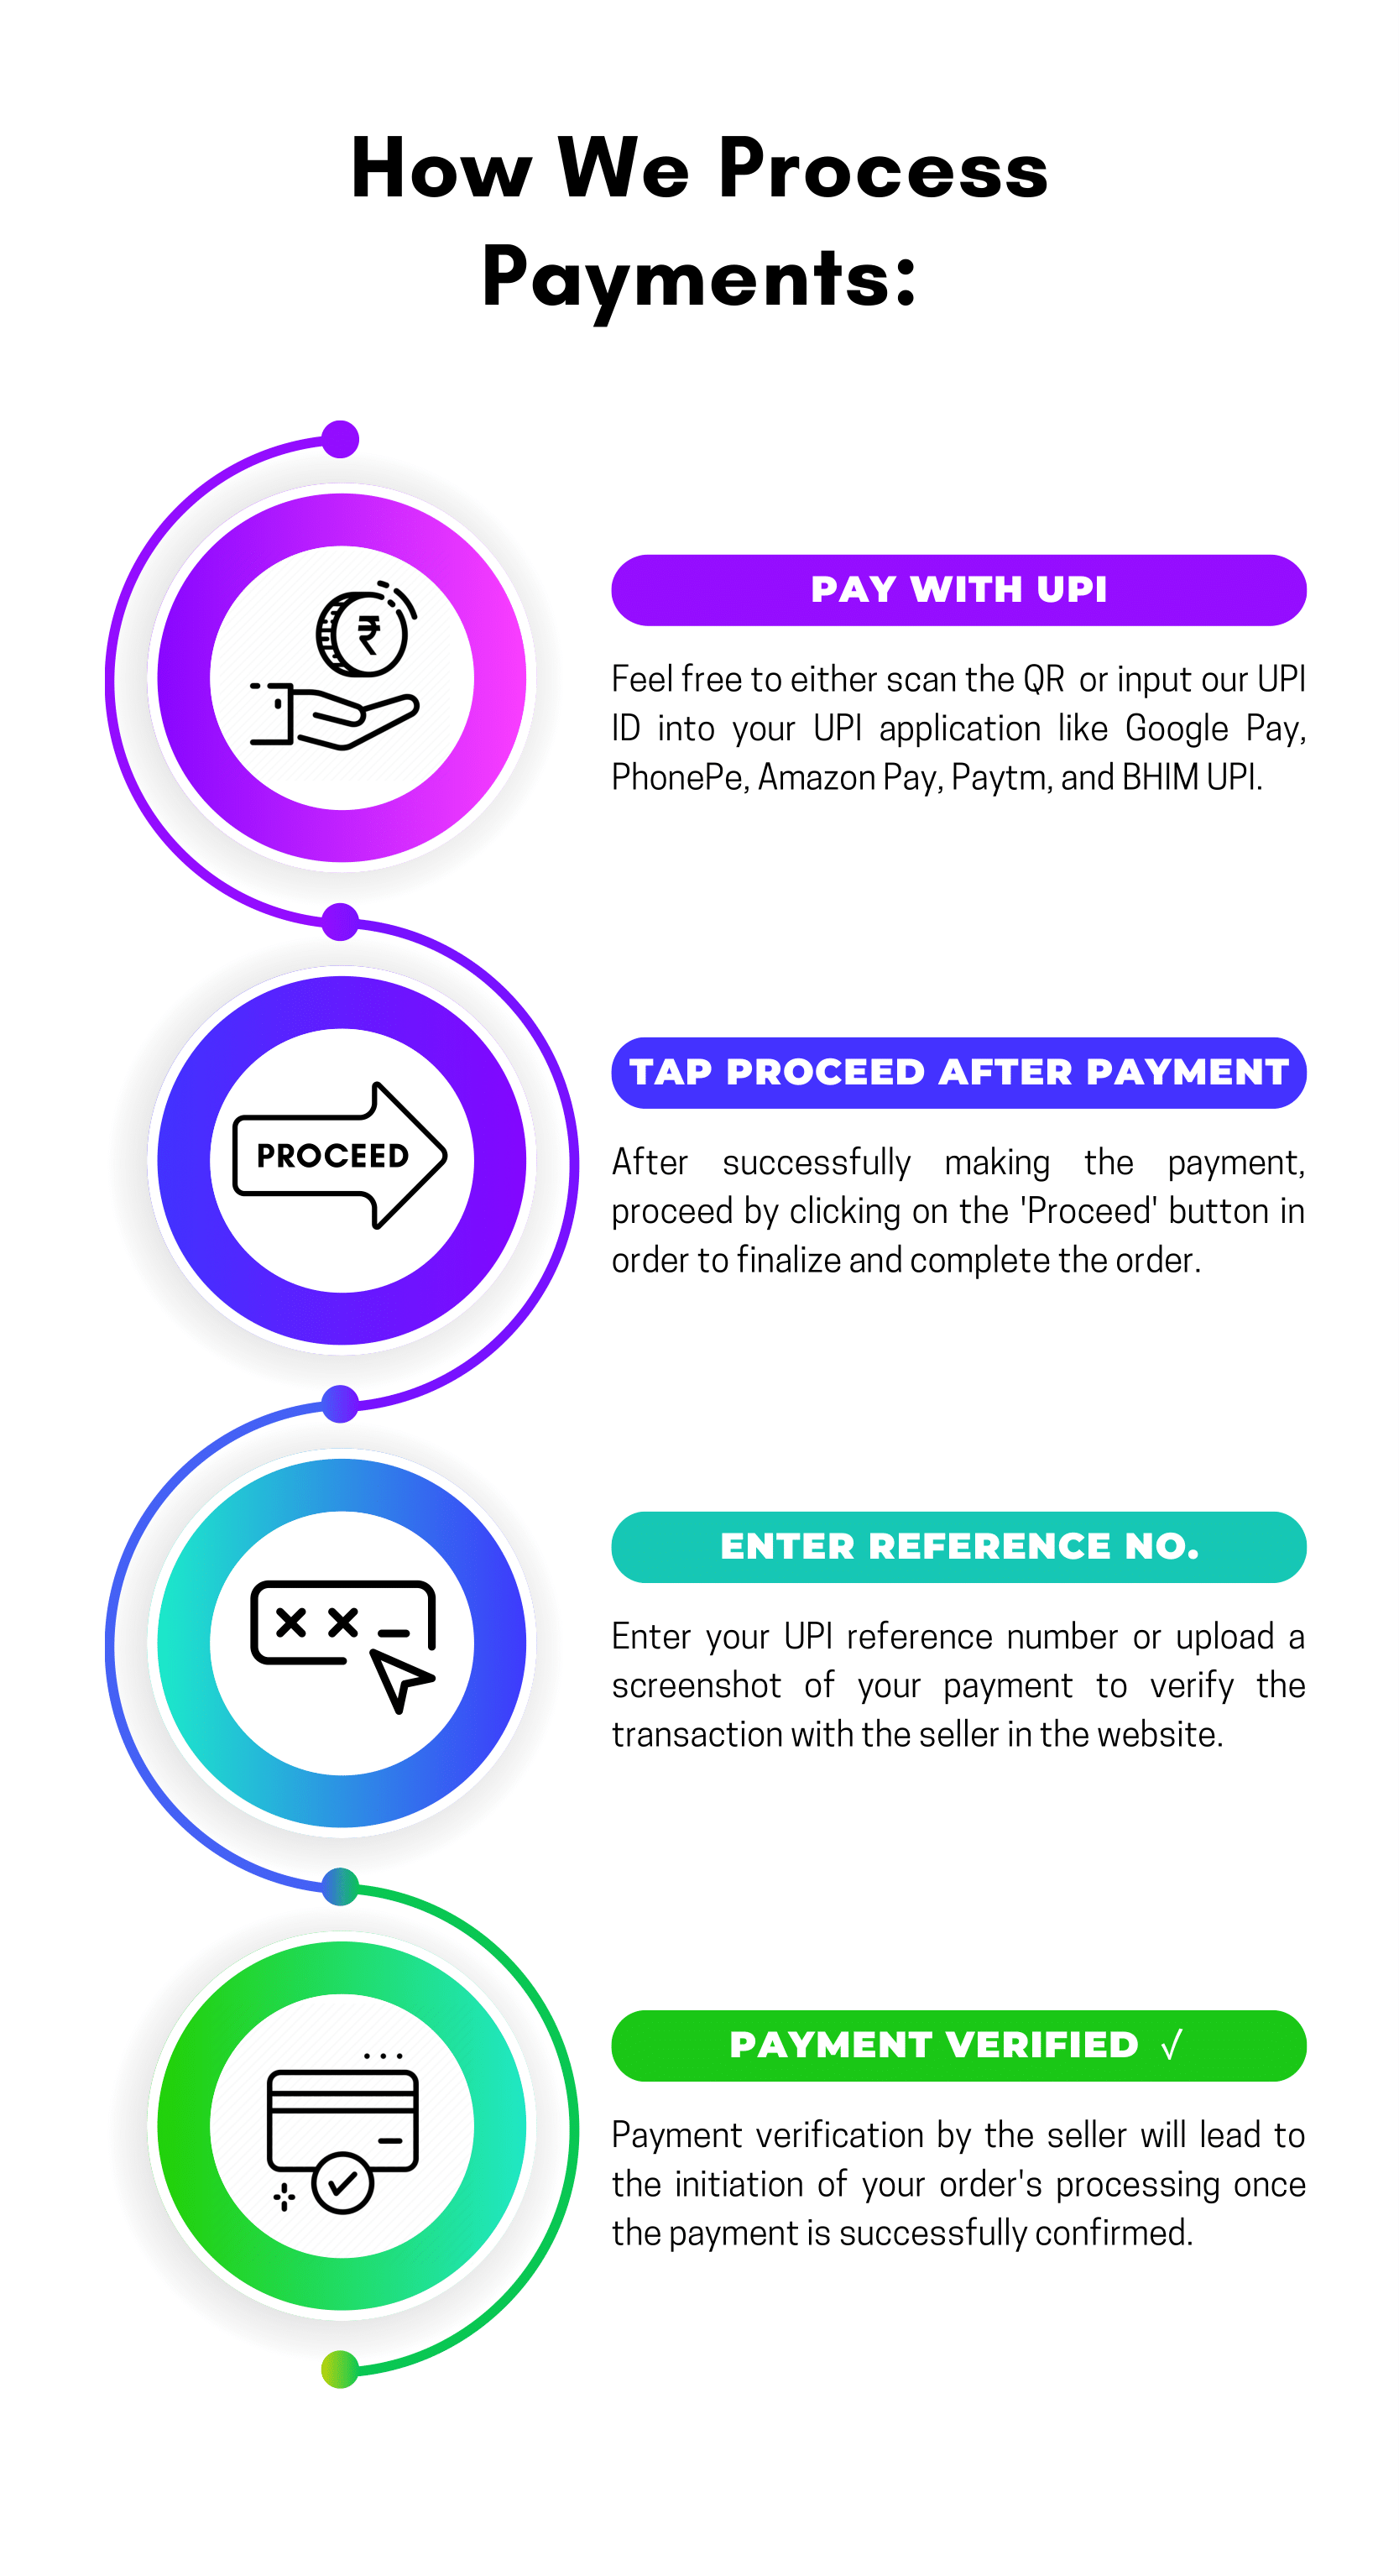 How We Process
Payments:
₹
PAY WITH UPI
Feel free to either scan the QR or input our UPI
ID into your UPI application like Google Pay,
PhonePe, Amazon Pay, Paytm, and BHIM UPI.
PROCEED
TAP PROCEED AFTER PAYMENT
After successfully making the payment,
proceed by clicking on the 'Proceed' button in
order to finalize and complete the order.
ENTER REFERENCE NO.
Enter your UPI reference number or upload a
screenshot of your payment to verify the
transaction with the seller in the website.
PAYMENT VERIFIED √
Payment verification by the seller will lead to
the initiation of your order's processing once
the payment is successfully confirmed.